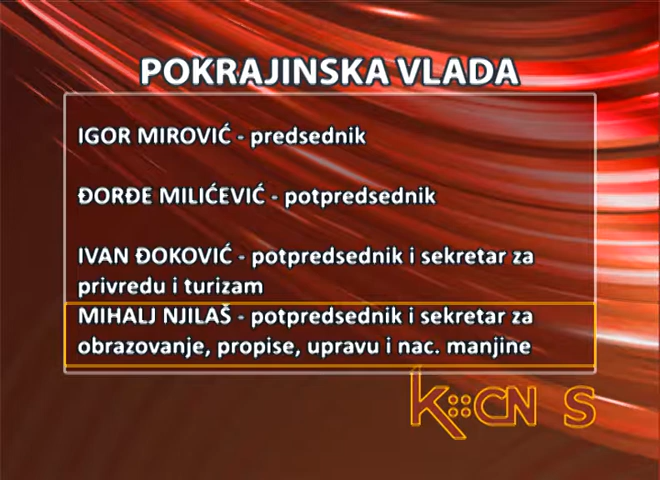 POKRAJINSKA VLADA
IGOR MIROVIĆ - predsednik
ĐORĐE MILIĆEVIĆ - potpredsednik
IVAN ĐOKOVIĆ - potpredsednik i sekretar za
privredu i turizam
MIHALJ NJILAŠ - potpredsednik i sekretar za
obrazovanje, propise, upravu i nac. manjine
K::CN S